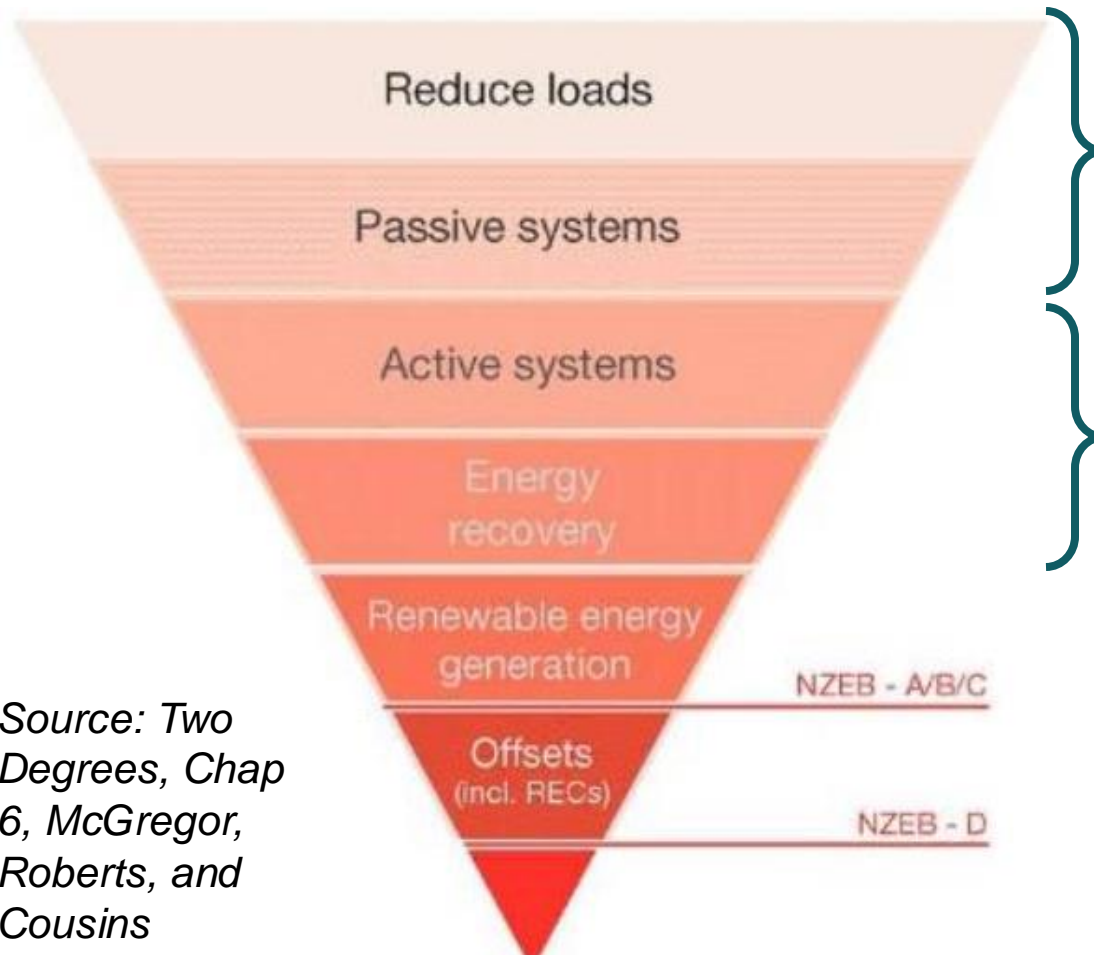 Reduce loads
Passive systems
Active systems
Energy
recovery
Renewable energy
generation
NZEB - A/B/C
Offsets
(incl. RECs)
NZEB - D
Source: Two
Degrees, Chap
6, McGregor,
Roberts, and
Cousins